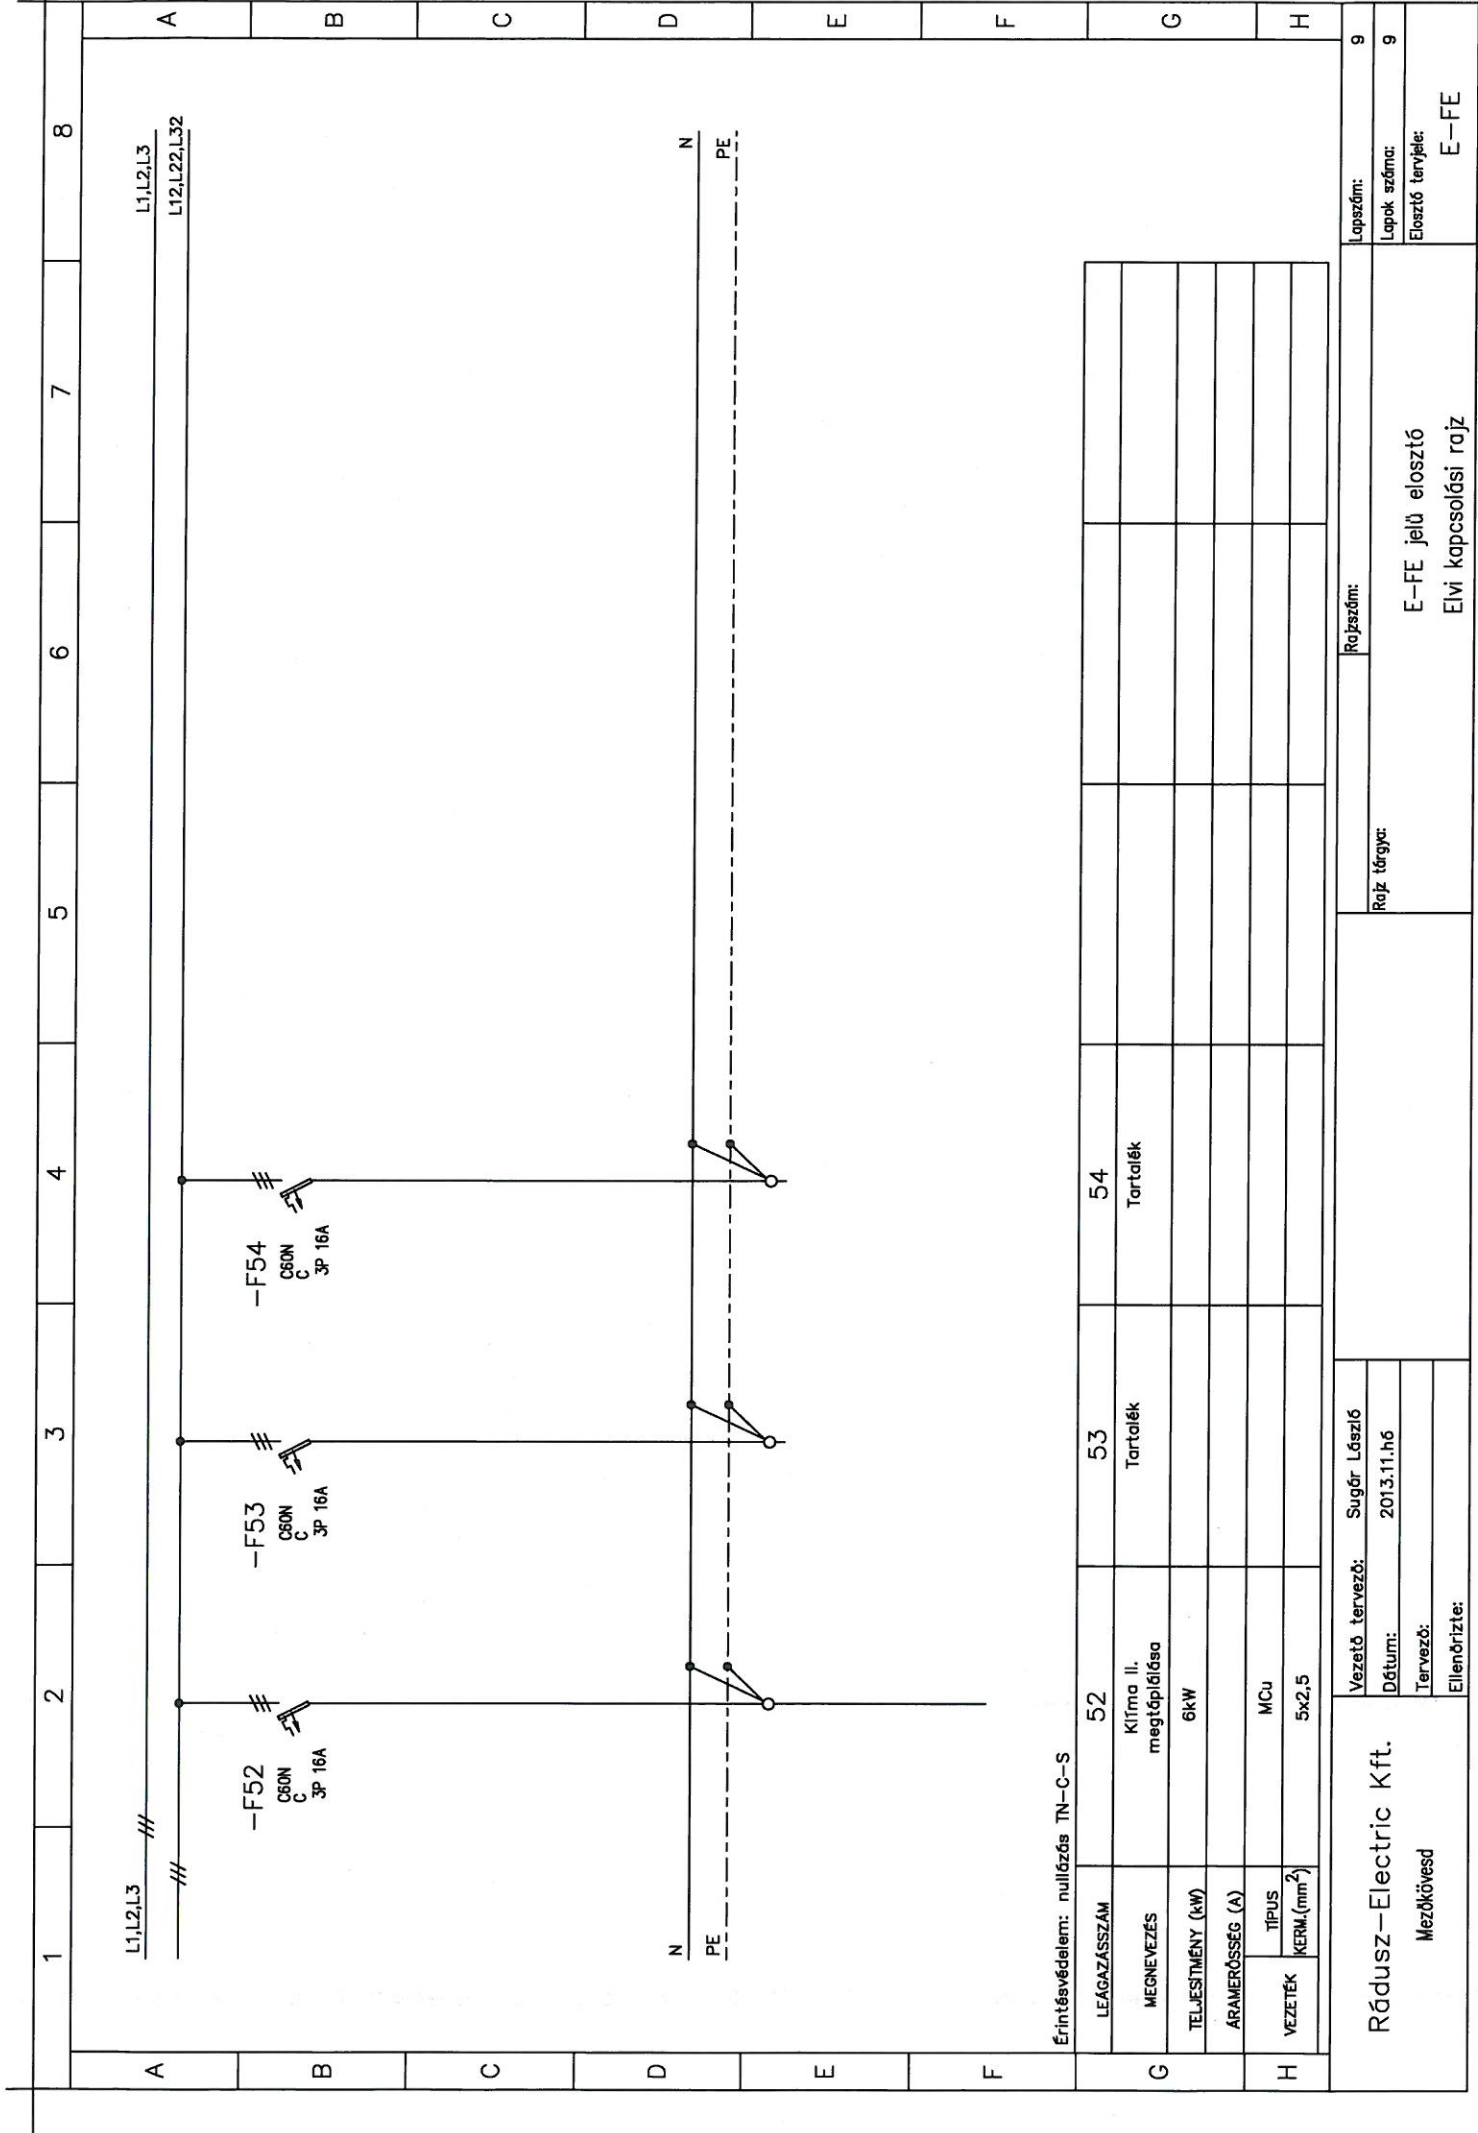 1 2 3 4 5 6 7 8
A A
B B
C C
D D
E E
F F
G G
H H
L1,L2,L3
L1,L2,L3
L12,L22,L32
-F52
C60N
C
3P 16A
-F53
C60N
C
3P 16A
-F54
C60N
C
3P 16A
N N
PE PE
Érintésvédelem: nullázás TN-C-S
LEÁGAZÁSSZÁM 52 53 54
MEGNEVEZÉS Klíma II. megtáplálása Tartalék Tartalék
TELJESÍTMÉNY (kW) 6kW
ÁRAMERŐSSÉG (A)
VEZETÉK TÍPUS MCu
KERM.(mm²) 5x2,5
Rádusz-Electric Kft.
Mezőkövesd
Vezető tervező: Sugár László
Dátum: 2013.11.hó
Tervező:
Ellenőrizte:
Rajzszám:
Rajz tárgya:
E-FE jelű elosztó
Elvi kapcsolási rajz
Lapszám: 9
Lapok száma: 9
Elosztó tervjele:
E-FE